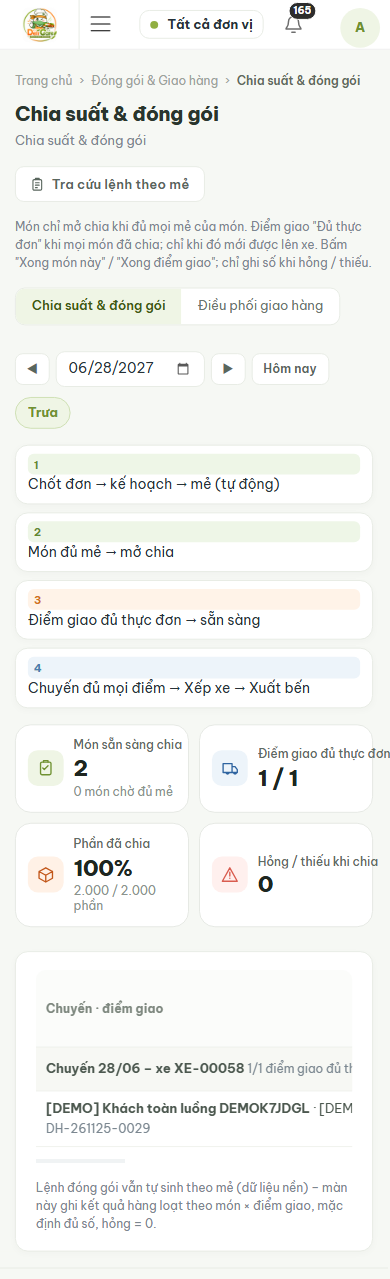 165
Tất cả đơn vị
A
Trang chủ › Đóng gói & Giao hàng › Chia suất & đóng gói
Chia suất & đóng gói
Chia suất & đóng gói
Tra cứu lệnh theo mẻ
Món chỉ mở chia khi đủ mọi mẻ của món. Điểm giao "Đủ thực
đơn" khi mọi món đã chia; chỉ khi đó mới được lên xe. Bấm
"Xong món này" / "Xong điểm giao"; chỉ ghi số khi hỏng / thiếu.
Chia suất & đóng gói
Điều phối giao hàng
◀ 06/28/2027 ▶ Hôm nay
Trưa
1
Chốt đơn → kế hoạch → mẻ (tự động)
2
Món đủ mẻ → mở chia
3
Điểm giao đủ thực đơn → sẵn sàng
4
Chuyến đủ mọi điểm → Xếp xe → Xuất bến
Món sẵn sàng chia
2
0 món chờ đủ mẻ
Điểm giao đủ thực đơn
1 / 1
Phần đã chia
100%
2.000 / 2.000
phần
Hỏng / thiếu khi chia
0
Chuyến · điểm giao
Chuyến 28/06 – xe XE-00058 1/1 điểm giao đủ th
[DEMO] Khách toàn luồng DEMOK7JDGL · [DEM
DH-261125-0029
Lệnh đóng gói vẫn tự sinh theo mẻ (dữ liệu nền) – màn
này ghi kết quả hàng loạt theo món × điểm giao, mặc
định đủ số, hỏng = 0.